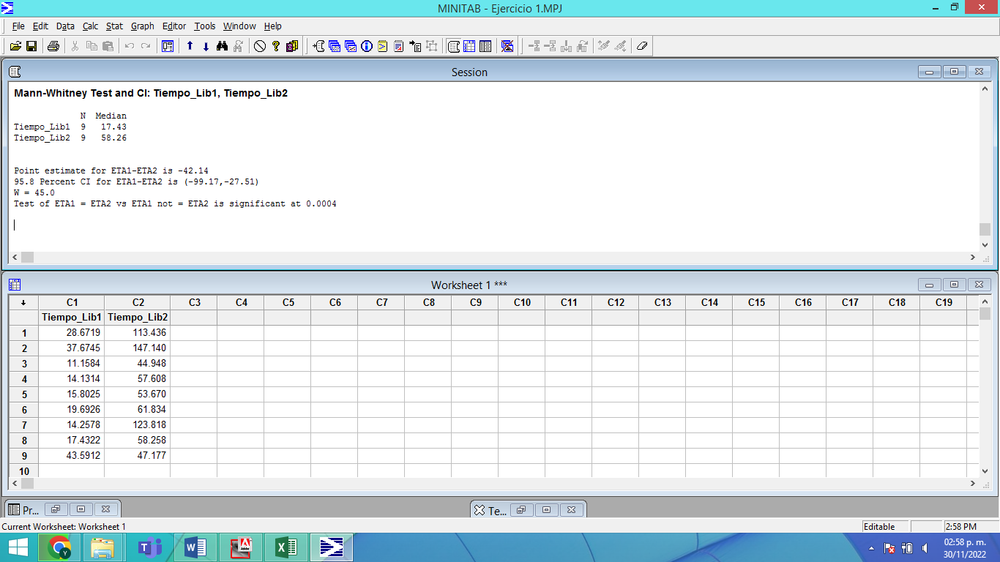 MINITAB - Ejercicio 1.MPJ
File Edit Data Calc Stat Graph Editor Tools Window Help
Session
Mann-Whitney Test and CI: Tiempo_Lib1, Tiempo_Lib2
N Median
Tiempo_Lib1 9 17.43
Tiempo_Lib2 9 58.26
Point estimate for ETA1-ETA2 is -42.14
95.8 Percent CI for ETA1-ETA2 is (-99.17,-27.51)
W = 45.0
Test of ETA1 = ETA2 vs ETA1 not = ETA2 is significant at 0.0004
Worksheet 1 ***
C1 C2 C3 C4 C5 C6 C7 C8 C9 C10 C11 C12 C13 C14 C15 C16 C17 C18 C19
Tiempo_Lib1 Tiempo_Lib2
1 28.6719 113.436
2 37.6745 147.140
3 11.1584 44.948
4 14.1314 57.608
5 15.8025 53.670
6 19.6926 61.834
7 14.2578 123.818
8 17.4322 58.258
9 43.5912 47.177
10
Pr... Te...
Current Worksheet: Worksheet 1 Editable 2:58 PM
02:58 p. m.
30/11/2022